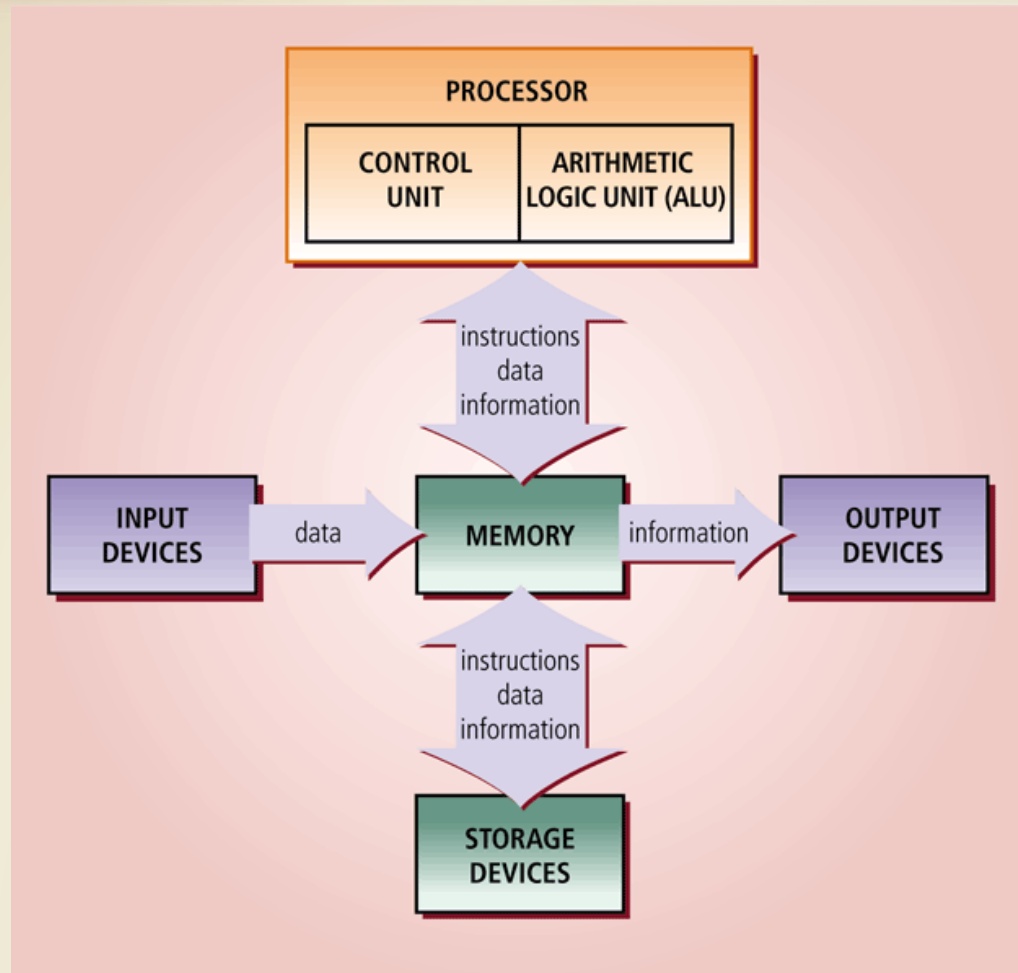 PROCESSOR
CONTROL
UNIT
ARITHMETIC
LOGIC UNIT (ALU)
instructions
data
information
INPUT
DEVICES
data
MEMORY
information
OUTPUT
DEVICES
instructions
data
information
STORAGE
DEVICES